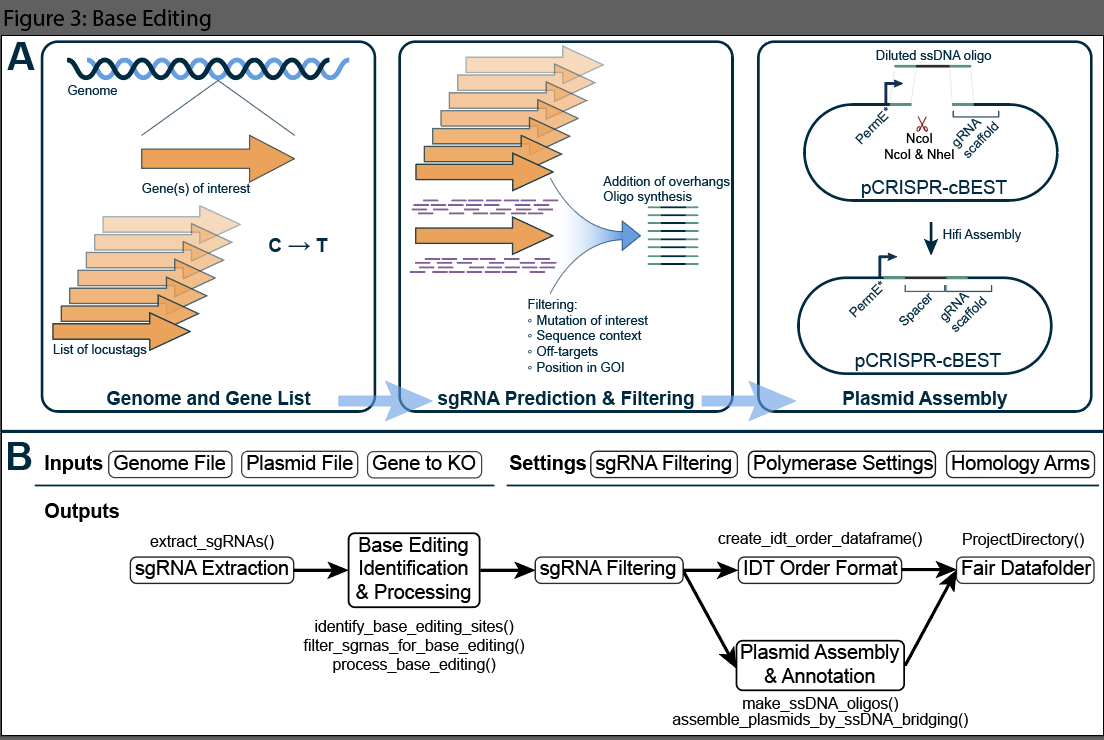 Figure 3: Base Editing
A
Genome
Gene(s) of interest
C → T
List of locustags
Genome and Gene List
Addition of overhangs
Oligo synthesis
Filtering:
◦ Mutation of interest
◦ Sequence context
◦ Off-targets
◦ Position in GOI
sgRNA Prediction & Filtering
Diluted ssDNA oligo
PermE*
NcoI
NcoI & NheI
gRNA
scaffold
pCRISPR-cBEST
Hifi Assembly
PermE*
Spacer
gRNA
scaffold
pCRISPR-cBEST
Plasmid Assembly
B
Inputs Genome File Plasmid File Gene to KO
Settings sgRNA Filtering Polymerase Settings Homology Arms
Outputs
extract_sgRNAs()
sgRNA Extraction
Base Editing
Identification
& Processing
identify_base_editing_sites()
filter_sgrnas_for_base_editing()
process_base_editing()
sgRNA Filtering
create_idt_order_dataframe()
IDT Order Format
ProjectDirectory()
Fair Datafolder
Plasmid Assembly
& Annotation
make_ssDNA_oligos()
assemble_plasmids_by_ssDNA_bridging()